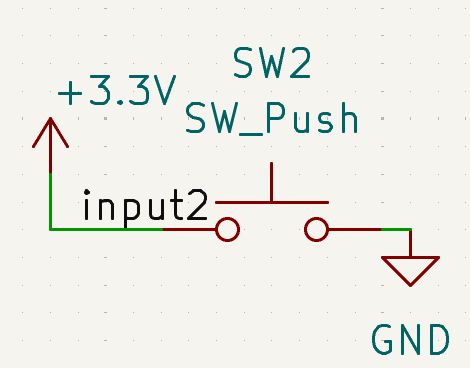 SW2
+3.3V
SW_Push
input2
GND